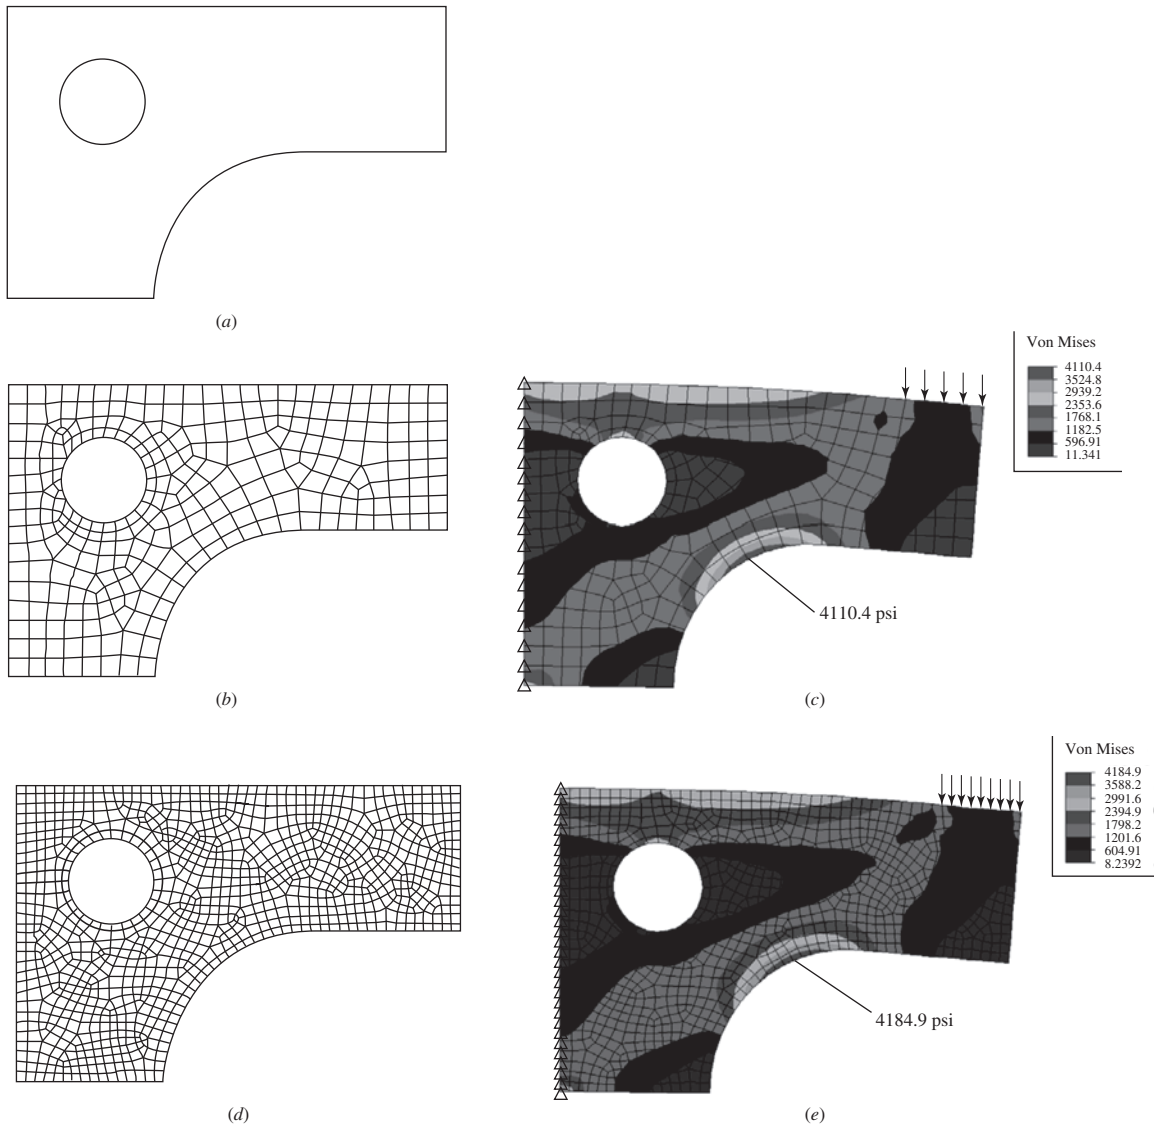 (a)
Von Mises
4110.4
3524.8
2939.2
2353.6
1768.1
1182.5
596.91
11.341
4110.4 psi
(b)
(c)
Von Mises
4184.9
3588.2
2991.6
2394.9
1798.2
1201.6
604.91
8.2392
4184.9 psi
(d)
(e)